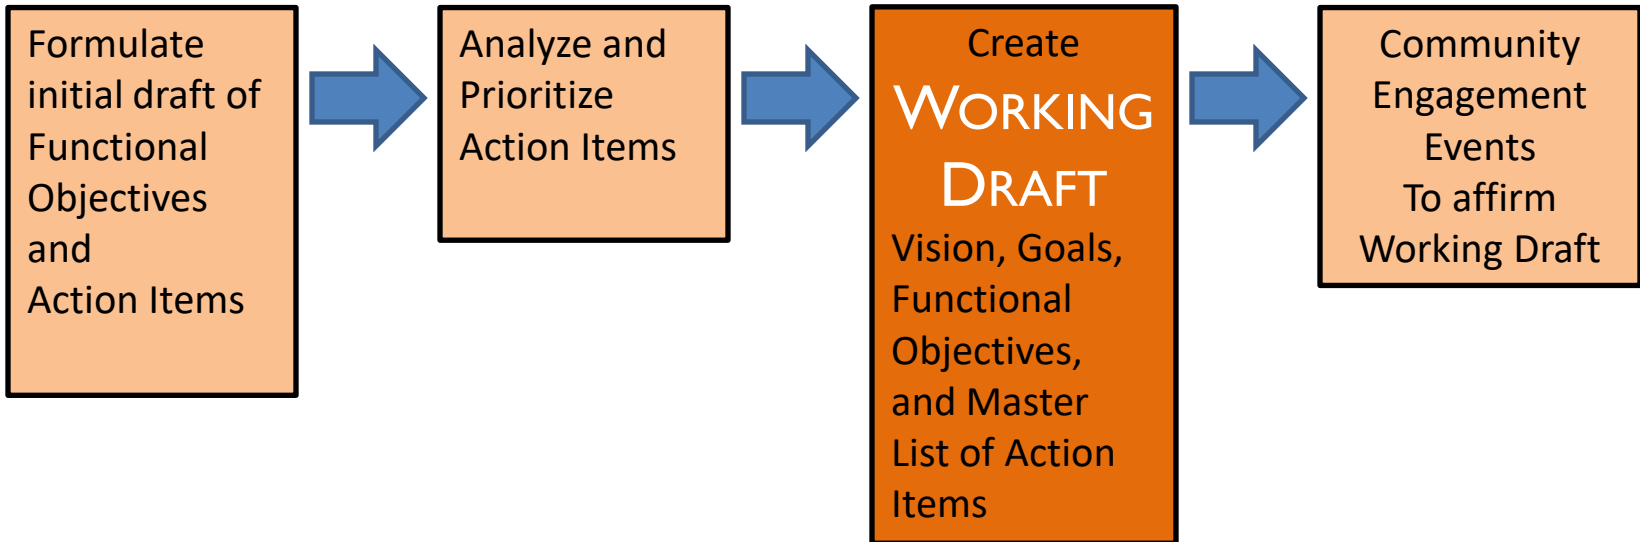 Formulate
initial draft of
Functional
Objectives
and
Action Items
Analyze and
Prioritize
Action Items
Create
WORKING
DRAFT
Vision, Goals,
Functional
Objectives,
and Master
List of Action
Items
Community
Engagement
Events
To affirm
Working Draft